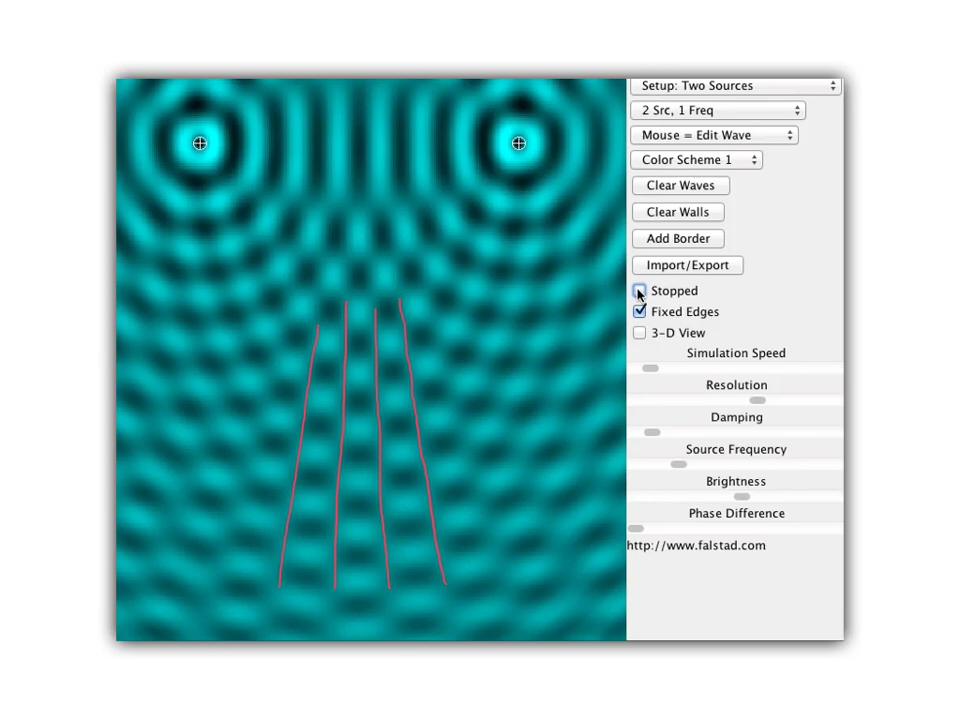 Setup: Two Sources
2 Src, 1 Freq
Mouse = Edit Wave
Color Scheme 1
Clear Waves
Clear Walls
Add Border
Import/Export
Stopped
Fixed Edges
3-D View
Simulation Speed
Resolution
Damping
Source Frequency
Brightness
Phase Difference
http://www.falstad.com